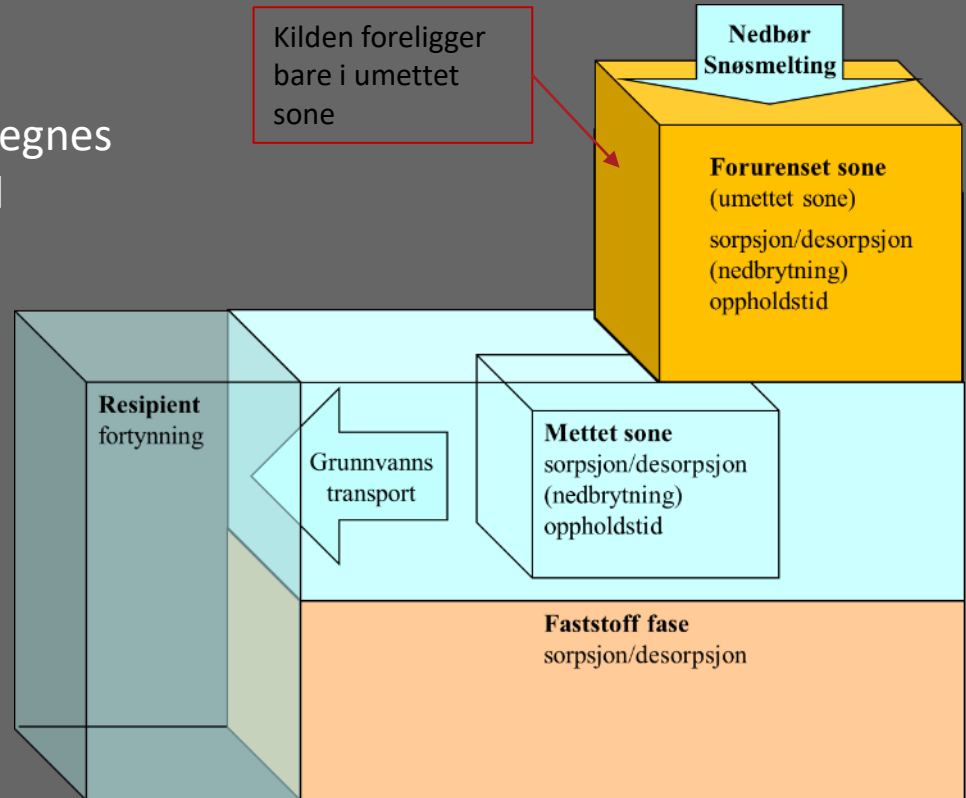 egnes
Kilden foreligger
bare i umettet
sone
Nedbør
Snøsmelting
Forurenset sone
(umettet sone)
sorpsjon/desorpsjon
(nedbrytning)
oppholdstid
Resipient
fortynning
Grunnvanns
transport
Mettet sone
sorpsjon/desorpsjon
(nedbrytning)
oppholdstid
Faststoff fase
sorpsjon/desorpsjon